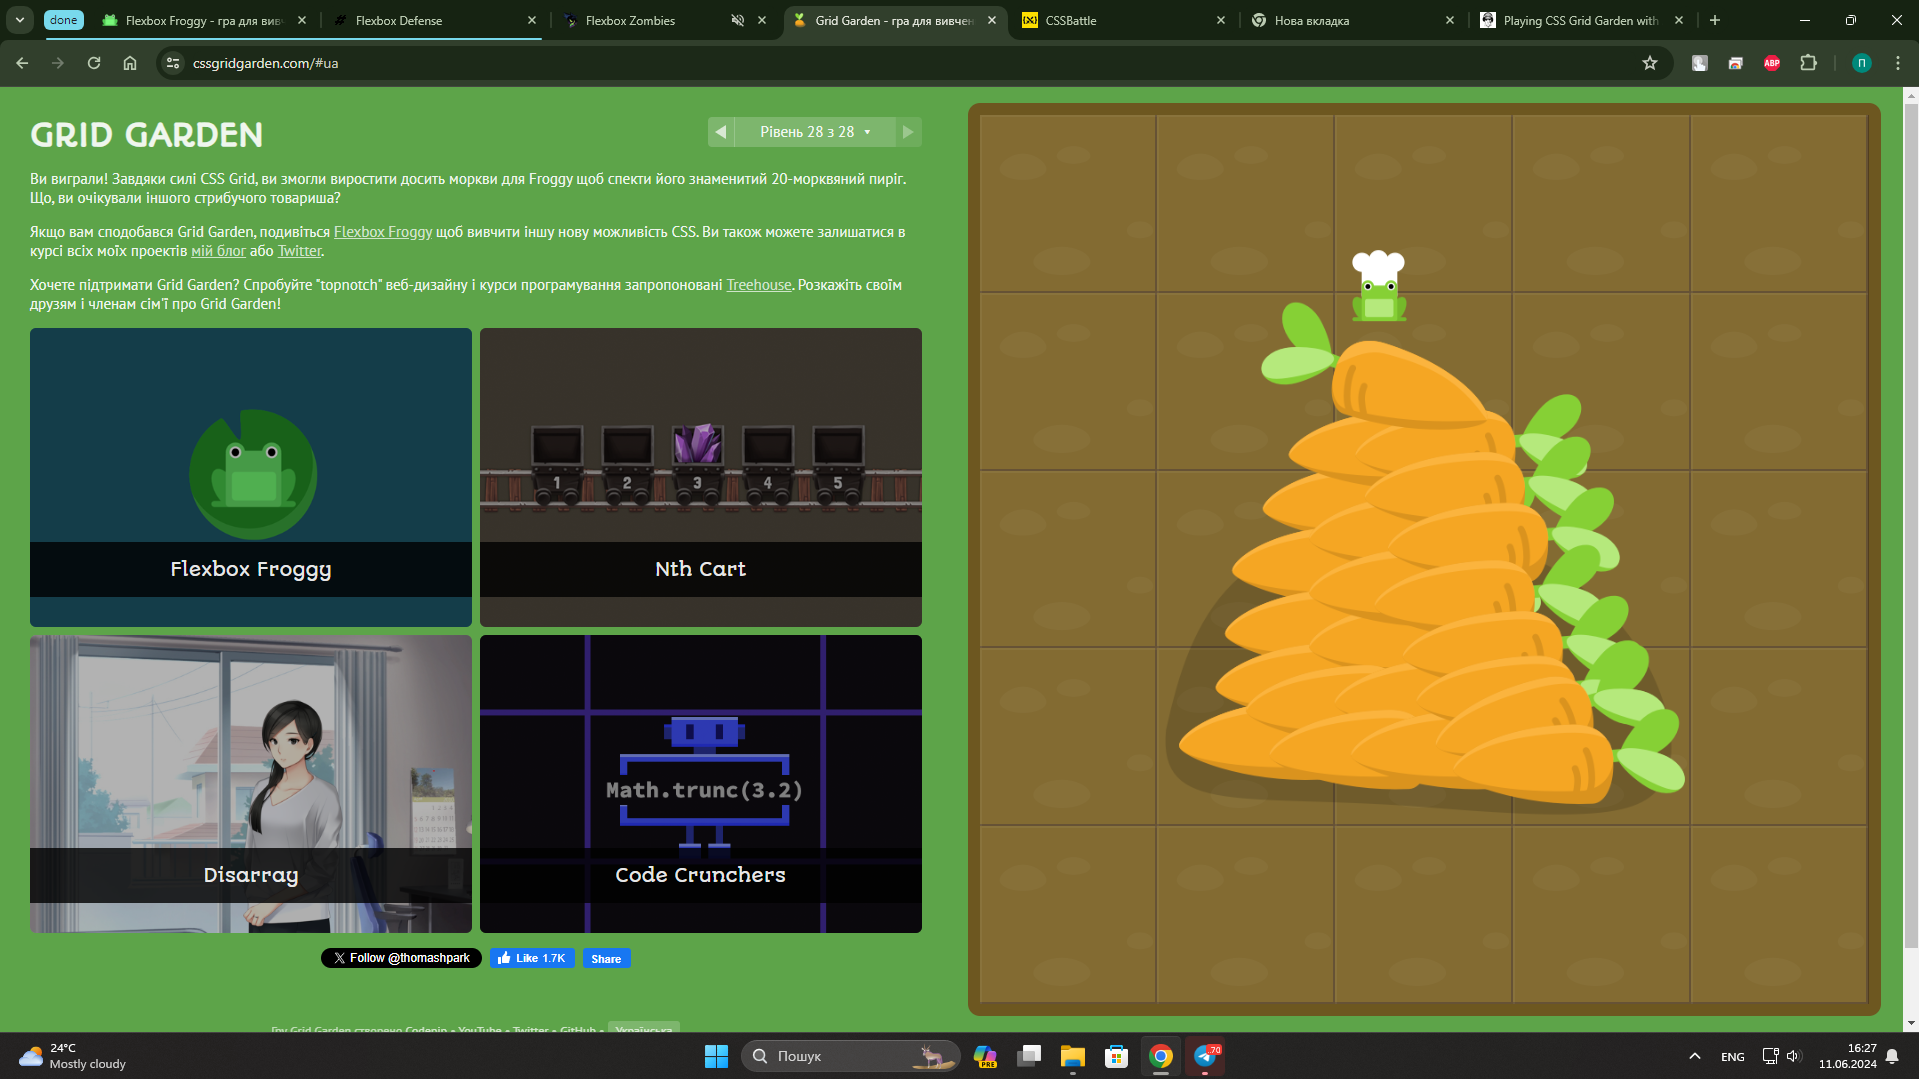 done
Flexbox Froggy - гра для вивч
Flexbox Defense
Flexbox Zombies
Grid Garden - гра для вивчен
CSSBattle
Нова вкладка
Playing CSS Grid Garden with
cssgridgarden.com/#ua
ABP
П
GRID GARDEN
Рівень 28 з 28
Ви виграли! Завдяки силі CSS Grid, ви змогли виростити досить моркви для Froggy щоб спекти його знаменитий 20-морквяний пиріг.
Що, ви очікували іншого стрибучого товариша?
Якщо вам сподобався Grid Garden, подивіться Flexbox Froggy щоб вивчити іншу нову можливість CSS. Ви також можете залишатися в
курсі всіх моїх проектів мій блог або Twitter.
Хочете підтримати Grid Garden? Спробуйте "topnotch" веб-дизайну і курси програмування запропоновані Treehouse. Розкажіть своїм
друзям і членам сім'ї про Grid Garden!
1 2 3 4 5
Flexbox Froggy
Nth Cart
Math.trunc(3.2)
Disarray
Code Crunchers
Follow @thomashpark
Like 1.7K
Share
Гру Grid Garden створено Codepip • YouTube • Twitter • GitHub • Українська
24°C
Mostly cloudy
Пошук
PRE
70
ENG
16:27
11.06.2024